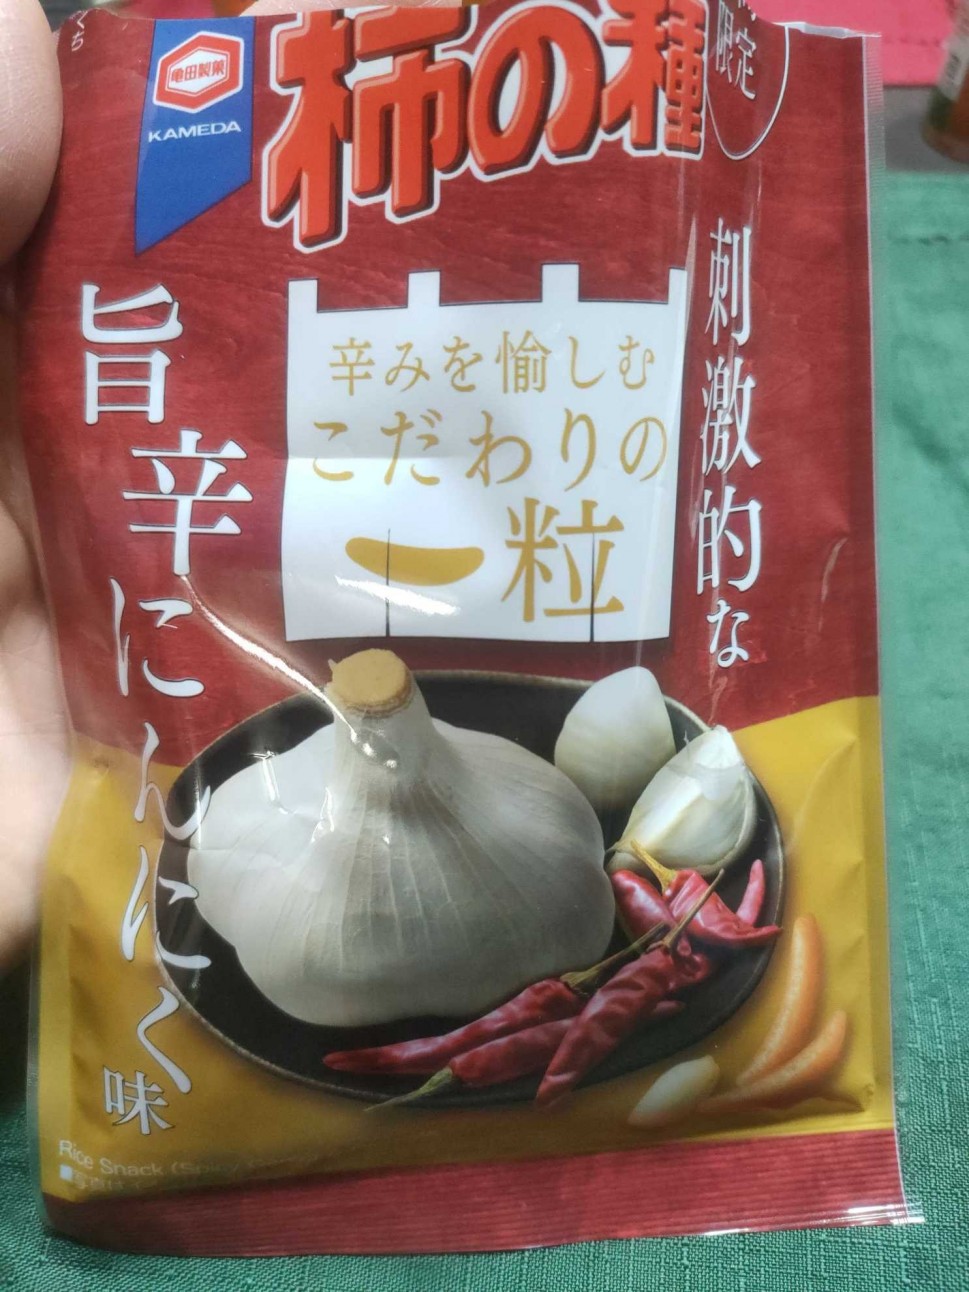 亀田製菓
KAMEDA
柿の種
限定
刺激的な
辛みを愉しむ
こだわりの
一粒
旨辛にんにく味
Rice Snack